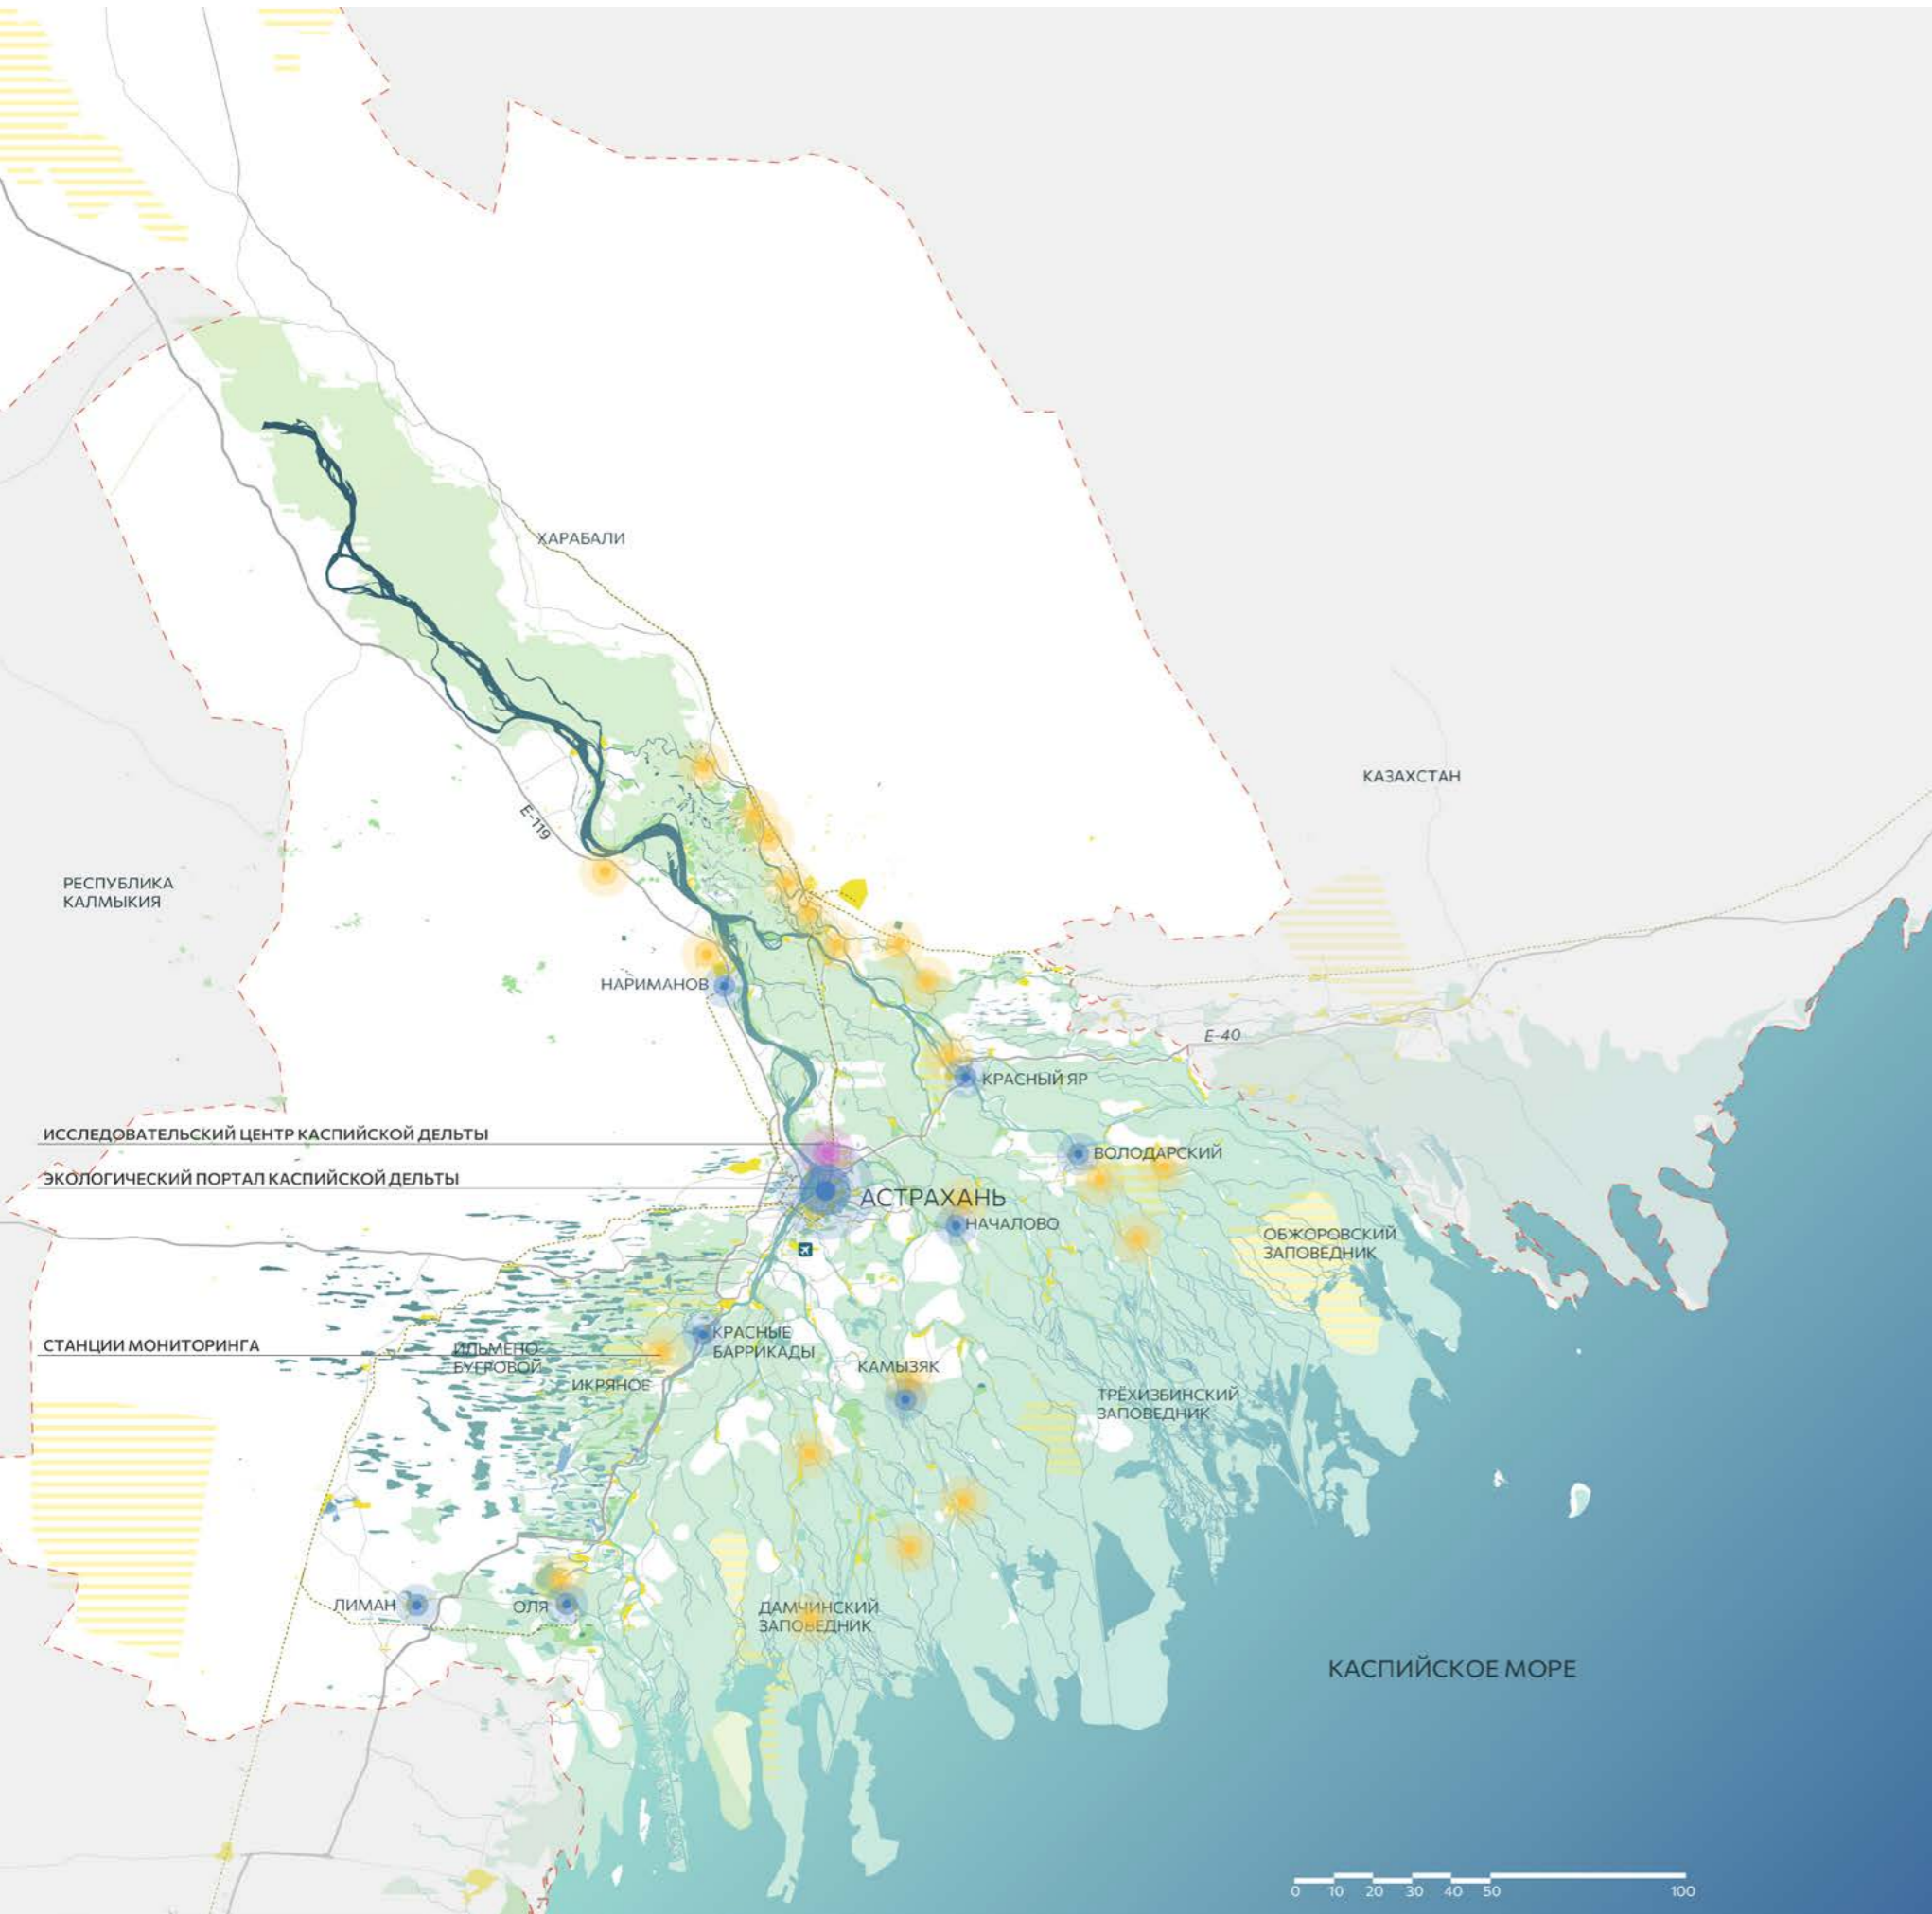 ХАРАБАЛИ
КАЗАХСТАН
E-119
РЕСПУБЛИКА
КАЛМЫКИЯ
НАРИМАНОВ
E-40
КРАСНЫЙ ЯР
ИССЛЕДОВАТЕЛЬСКИЙ ЦЕНТР КАСПИЙСКОЙ ДЕЛЬТЫ
ВОЛОДАРСКИЙ
ЭКОЛОГИЧЕСКИЙ ПОРТАЛ КАСПИЙСКОЙ ДЕЛЬТЫ
АСТРАХАНЬ
НАЧАЛОВО
ОБЖОРОВСКИЙ
ЗАПОВЕДНИК
СТАНЦИИ МОНИТОРИНГА
ИЛЬМЕНО-
БУГРОВОЙ
КРАСНЫЕ
БАРРИКАДЫ
ИКРЯНОЕ
КАМЫЗЯК
ТРЁХИЗБИНСКИЙ
ЗАПОВЕДНИК
ЛИМАН
ОЛЯ
ДАМЧИНСКИЙ
ЗАПОВЕДНИК
КАСПИЙСКОЕ МОРЕ
0 10 20 30 40 50 100